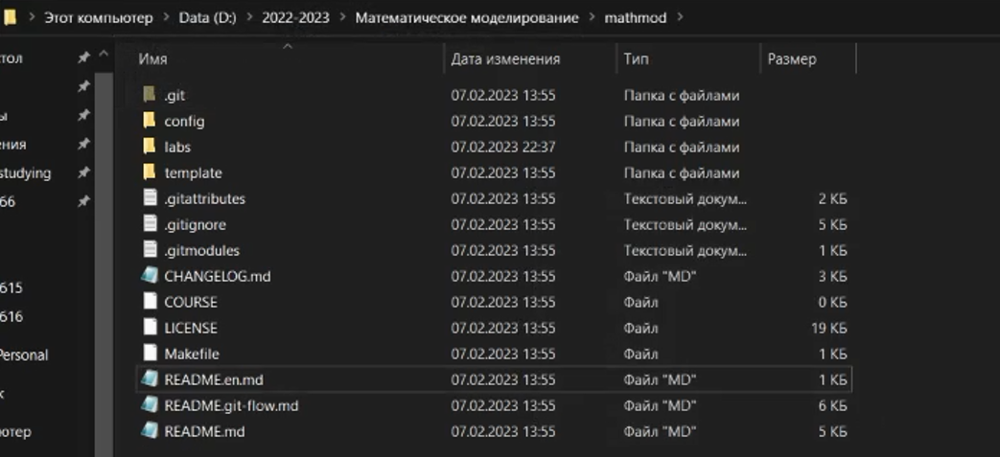 Этот компьютер > Data (D:) > 2022-2023 > Математическое моделирование > mathmod >
Имя Дата изменения Тип Размер
.git 07.02.2023 13:55 Папка с файлами
config 07.02.2023 13:55 Папка с файлами
labs 07.02.2023 22:37 Папка с файлами
template 07.02.2023 13:55 Папка с файлами
studying
.gitattributes 07.02.2023 13:55 Текстовый докум... 2 КБ
66
.gitignore 07.02.2023 13:55 Текстовый докум... 5 КБ
.gitmodules 07.02.2023 13:55 Текстовый докум... 1 КБ
CHANGELOG.md 07.02.2023 13:55 Файл "MD" 3 КБ
615
COURSE 07.02.2023 13:55 Файл 0 КБ
616
LICENSE 07.02.2023 13:55 Файл 19 КБ
Personal
Makefile 07.02.2023 13:55 Файл 1 КБ
README.en.md 07.02.2023 13:55 Файл "MD" 1 КБ
README.git-flow.md 07.02.2023 13:55 Файл "MD" 6 КБ
README.md 07.02.2023 13:55 Файл "MD" 5 КБ